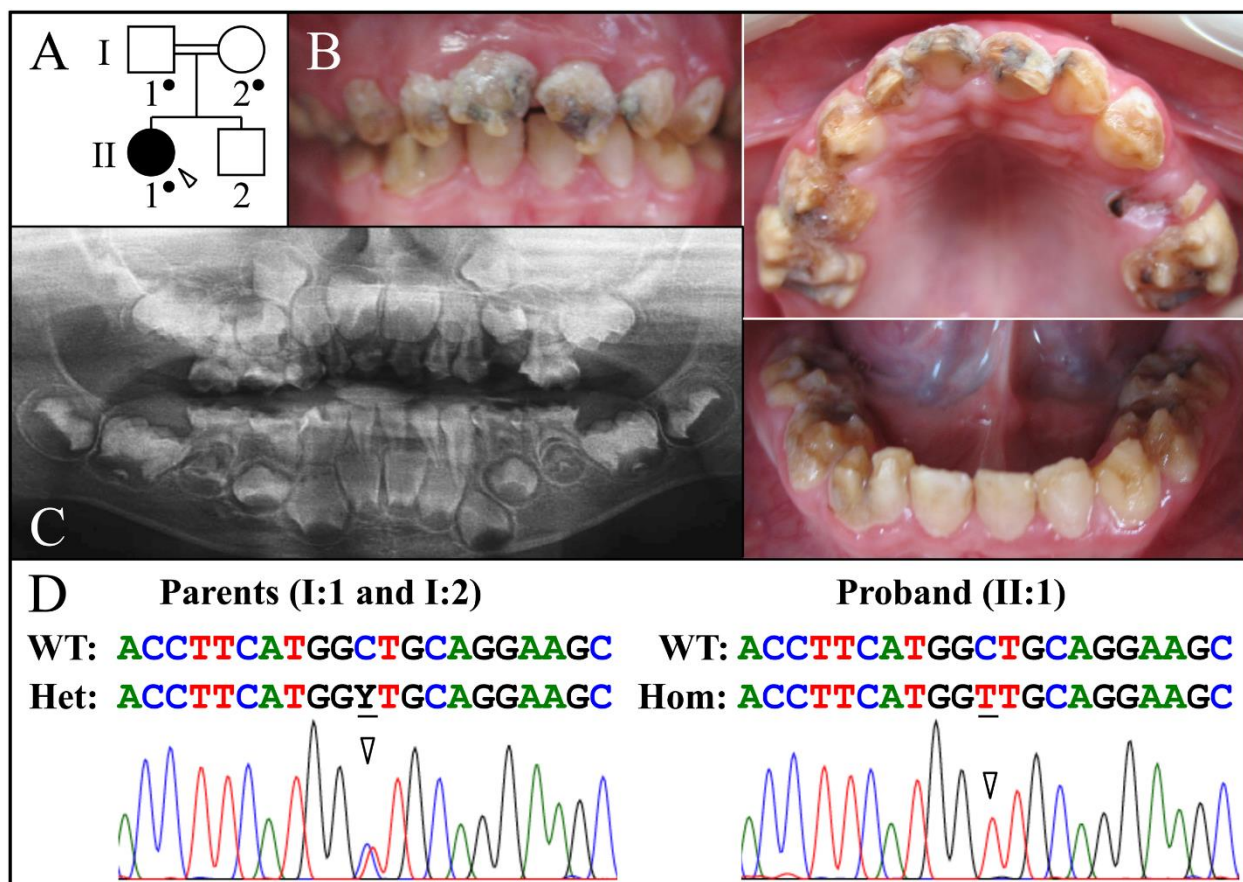 A
I
1• 2•
II
1• 2
B
C
D
Parents (I:1 and I:2)
WT: ACCTTCATGGCTGCAGGAAGC
Het: ACCTTCATGGYTGCAGGAAGC
Proband (II:1)
WT: ACCTTCATGGCTGCAGGAAGC
Hom: ACCTTCATGGTTGCAGGAAGC